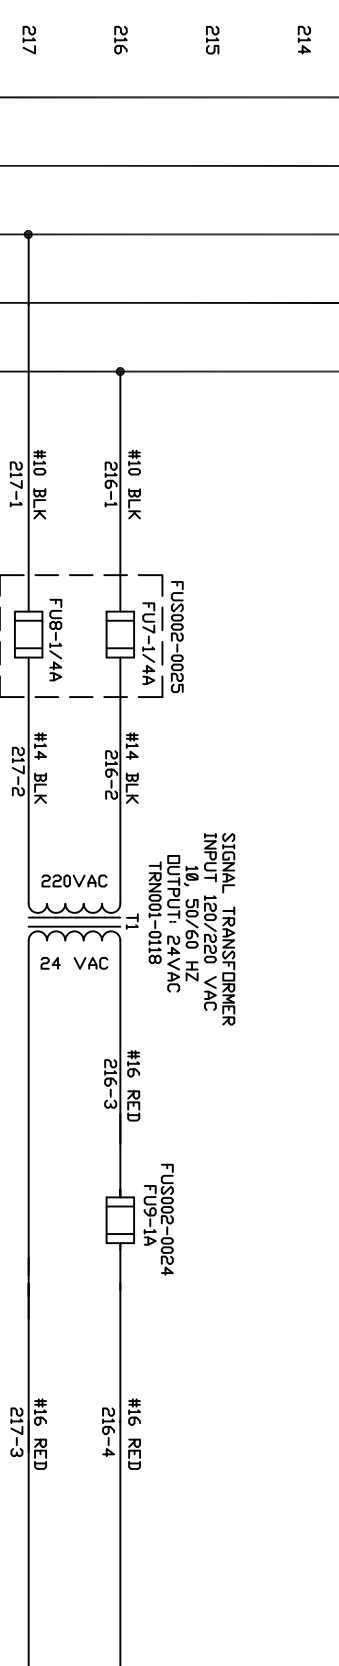 214
215
216
217
#10 BLK
216-1
#10 BLK
217-1
FUS002-0025
FU7-1/4A
FU8-1/4A
#14 BLK
216-2
#14 BLK
217-2
SIGNAL TRANSFORMER
INPUT 120/220 VAC
1Ø, 50/60 HZ
OUTPUT: 24VAC
TRN001-0118
T1
220VAC
24 VAC
#16 RED
216-3
FUS002-0024
FU9-1A
#16 RED
216-4
#16 RED
217-3